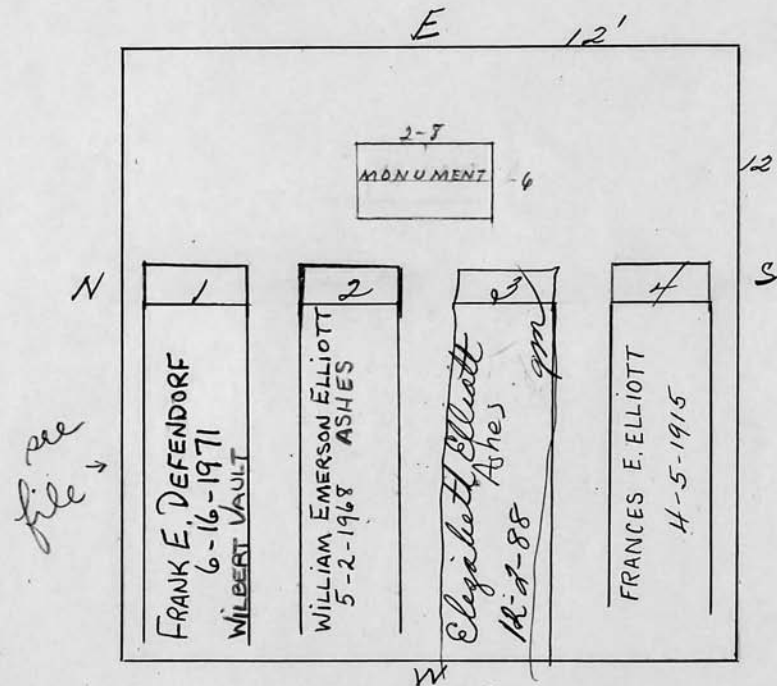 E
12'
2-8
MONUMENT
-6
12
N
1
2
3
4
S
see
file
FRANK E. DEFENDORF
6-16-1971
WILBERT VAULT
WILLIAM EMERSON ELLIOTT
5-2-1968 ASHES
Elizabeth Elliott
Ashes
12-2-88
FRANCES E. ELLIOTT
4-5-1915
W